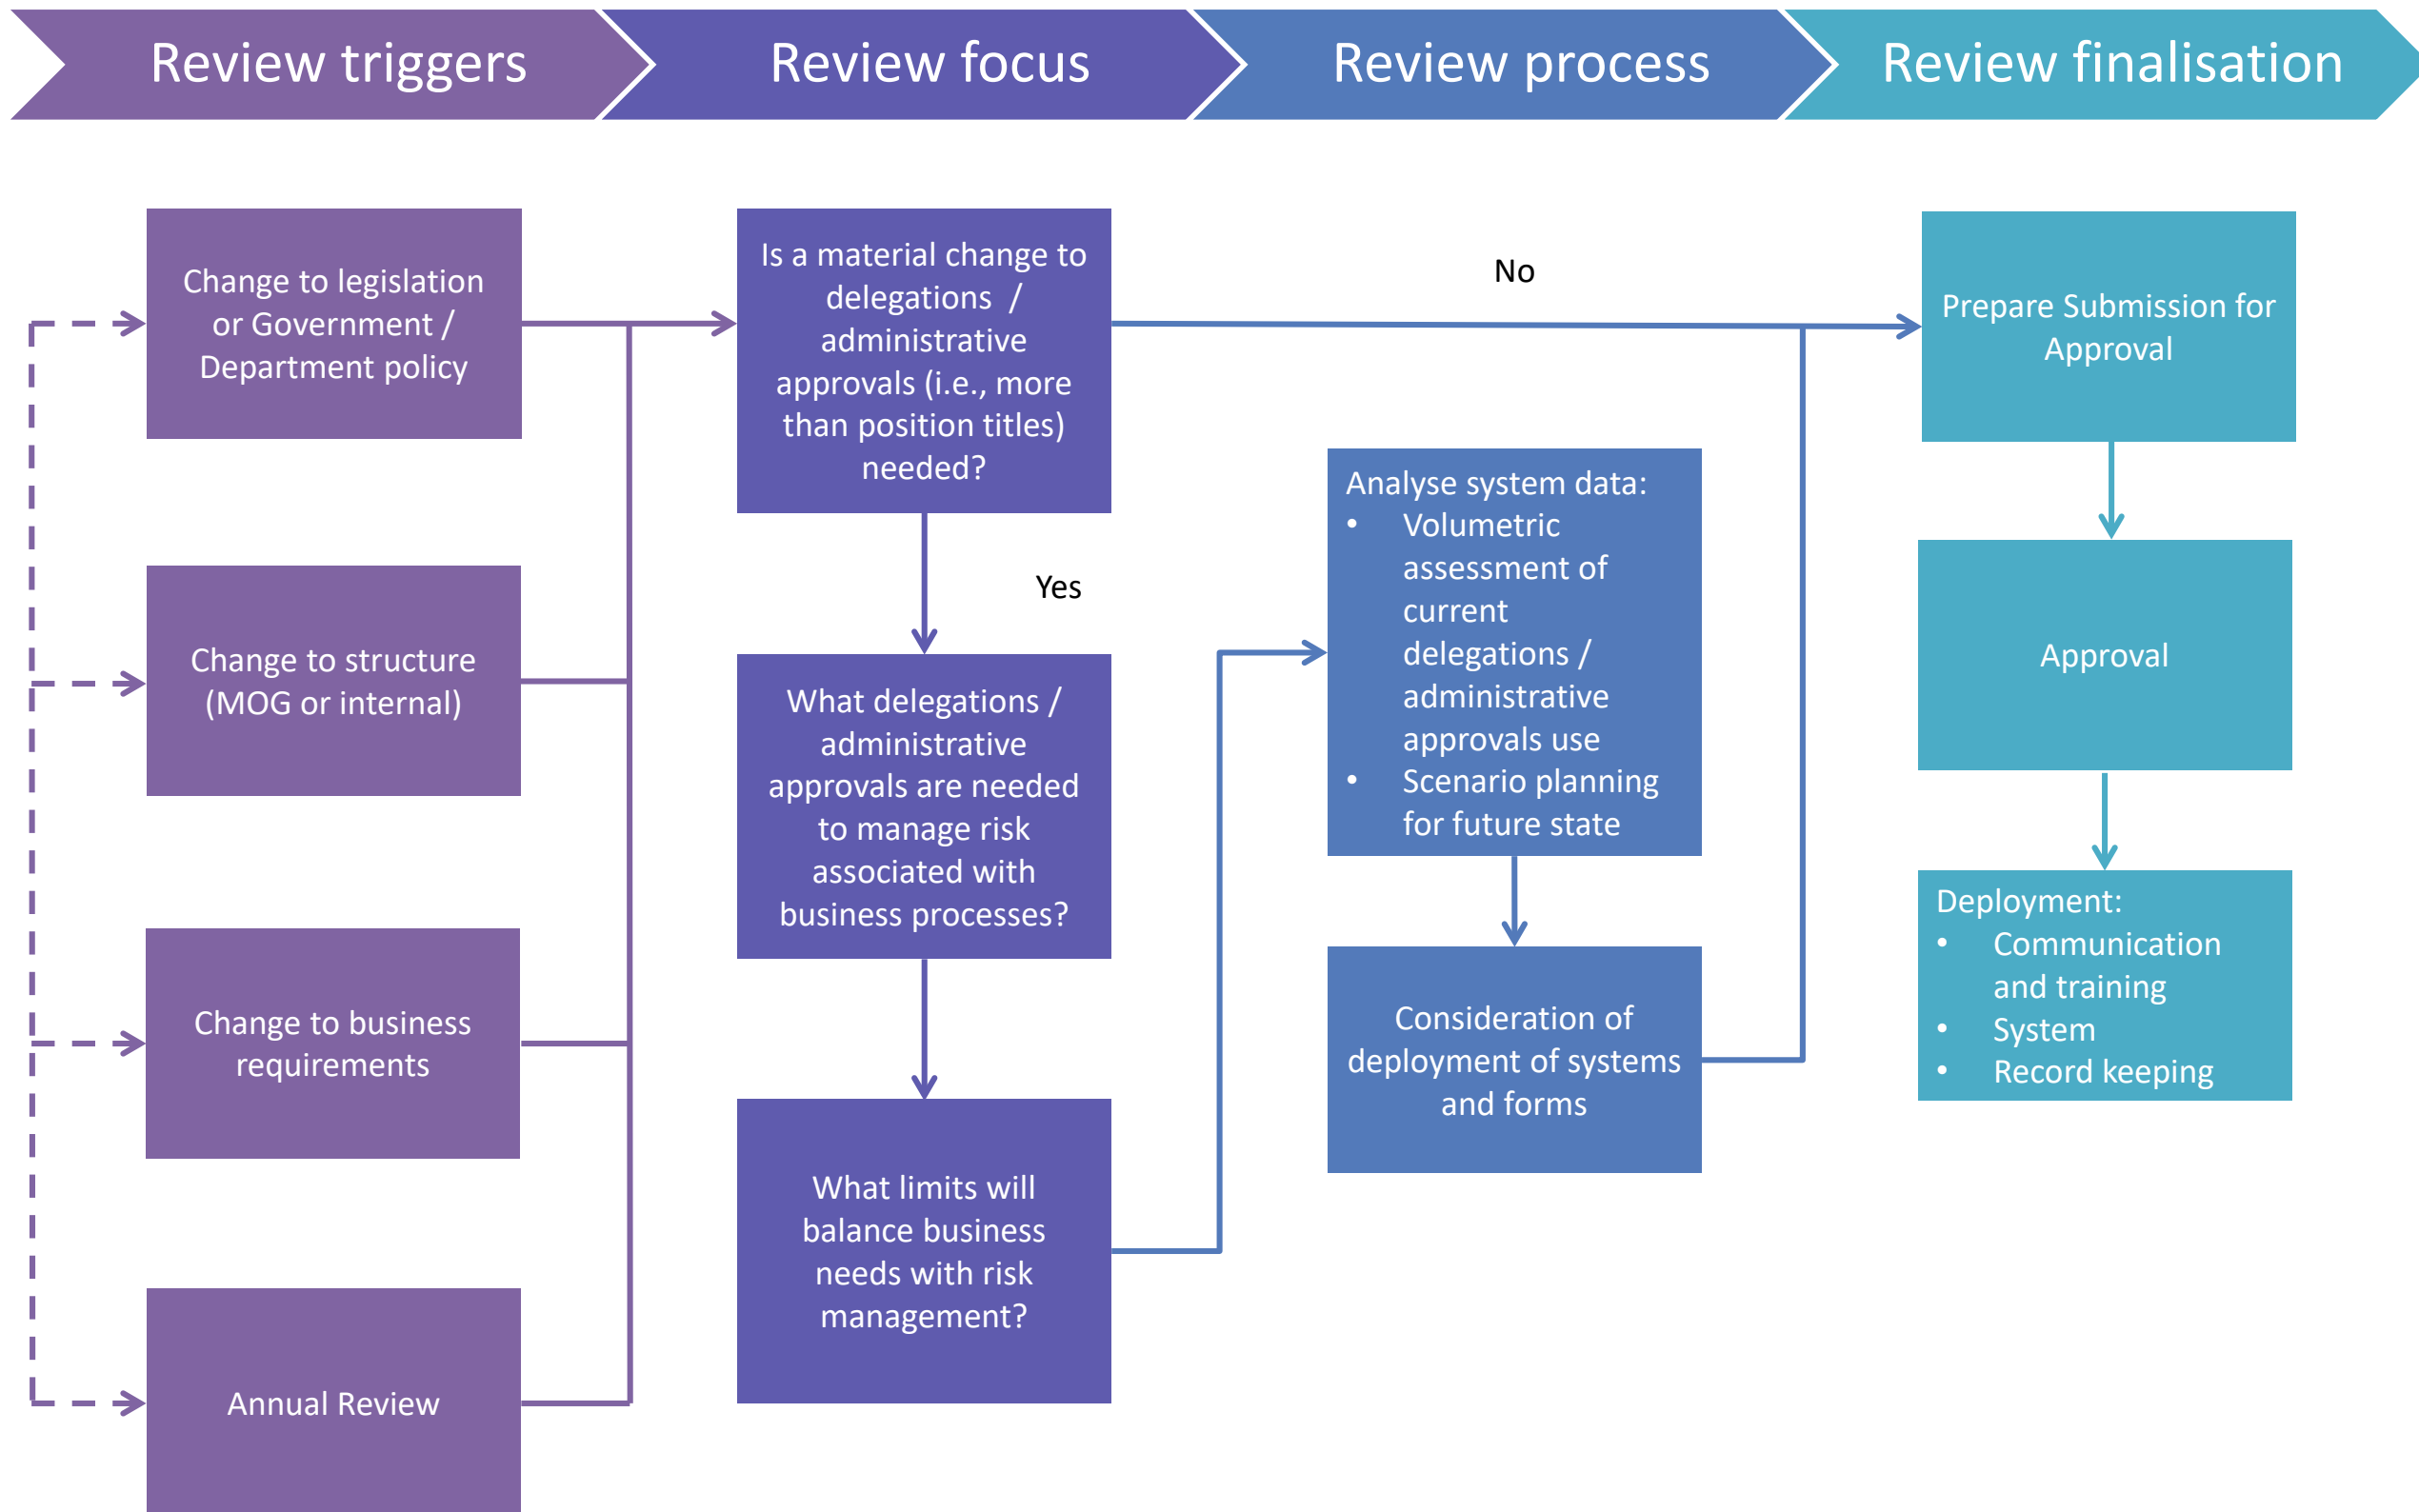 Review triggers
Review focus
Review process
Review finalisation
Change to legislation
or Government /
Department policy
Change to structure
(MOG or internal)
Change to business
requirements
Annual Review
Is a material change to
delegations /
administrative
approvals (i.e., more
than position titles)
needed?
Yes
What delegations /
administrative
approvals are needed
to manage risk
associated with
business processes?
What limits will
balance business
needs with risk
management?
No
Analyse system data:
• Volumetric
assessment of
current
delegations /
administrative
approvals use
• Scenario planning
for future state
Consideration of
deployment of systems
and forms
Prepare Submission for
Approval
Approval
Deployment:
• Communication
and training
• System
• Record keeping